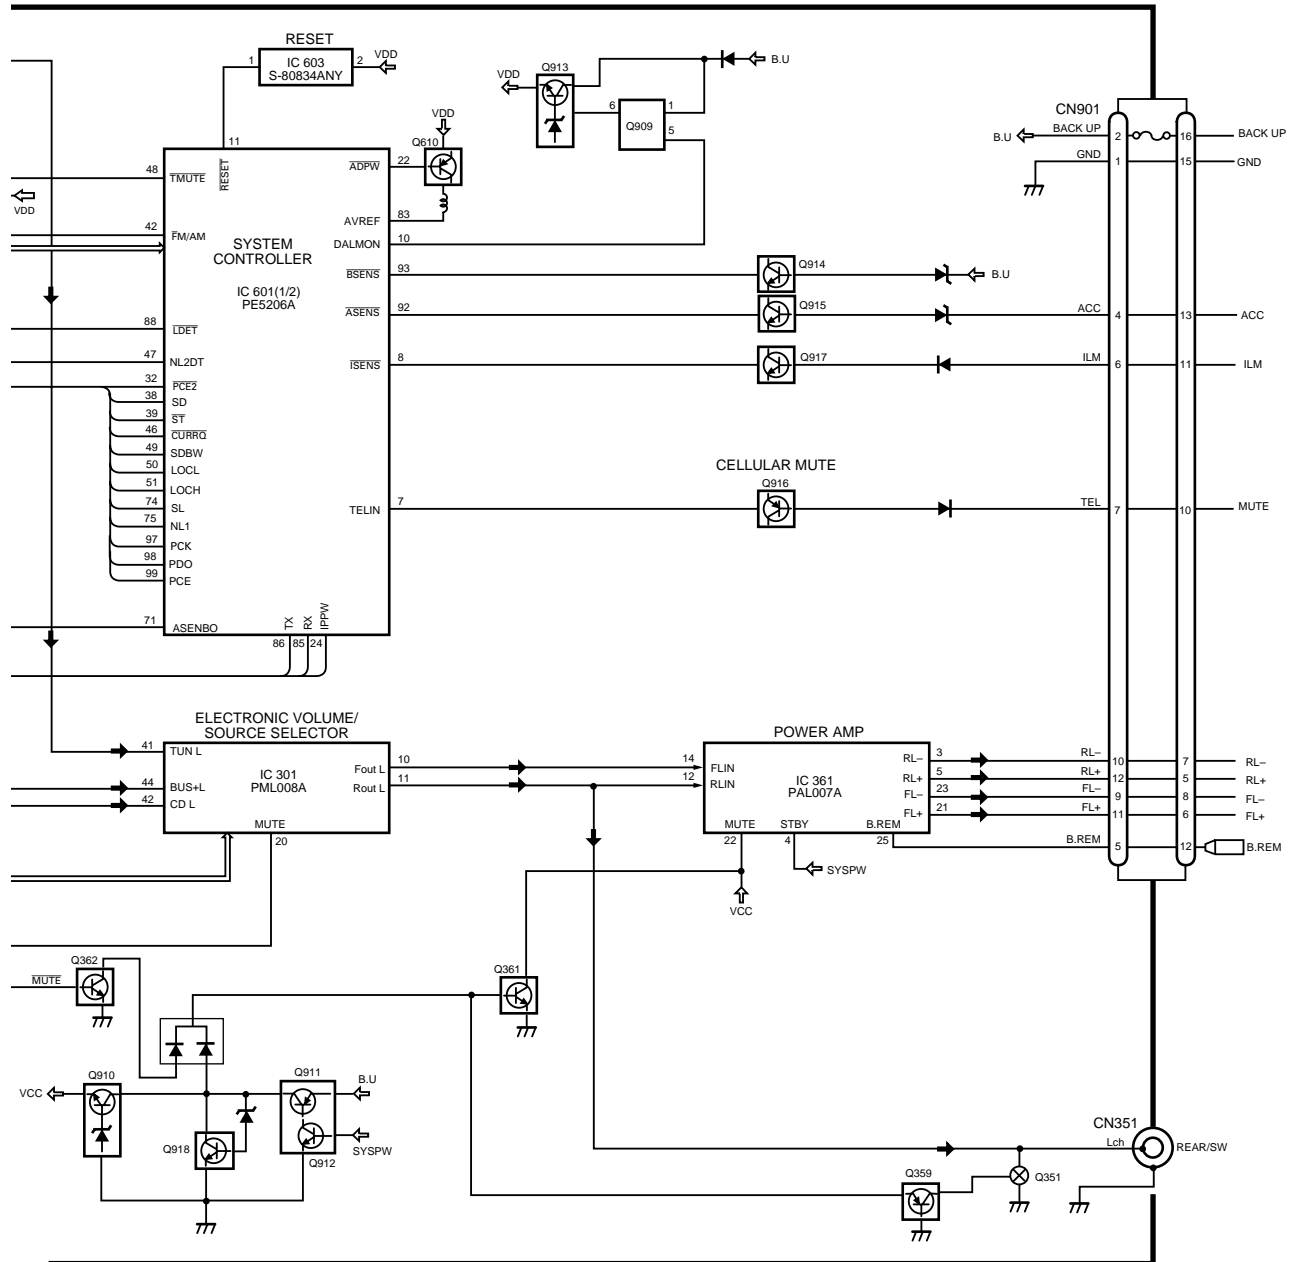 RESET
1
IC 603
S-80834ANY
2
VDD
Q913
VDD
B.U
6
Q909
1
5
CN901
B.U
BACK UP
2
16
BACK UP
GND
1
15
GND
VDD
Q610
11
48
TMUTE
RESET
ADPW
22
VDD
42
FM/AM
AVREF
83
SYSTEM
CONTROLLER
DALMON
10
IC 601(1/2)
PE5206A
BSENS
93
Q914
B.U
ASENS
92
Q915
ACC
4
13
ACC
88
LDET
47
NL2DT
ISENS
8
Q917
ILM
6
11
ILM
32
PCE2
38
SD
39
ST
46
CURRQ
49
SDBW
50
LOCL
51
LOCH
74
SL
75
NL1
97
PCK
98
PDO
99
PCE
CELLULAR MUTE
Q916
TELIN
7
TEL
7
10
MUTE
71
ASENBO
TX
RX
IPPW
86
85
24
ELECTRONIC VOLUME/
SOURCE SELECTOR
41
TUN L
44
BUS+L
42
CD L
IC 301
PML008A
Fout L
10
Rout L
11
MUTE
20
POWER AMP
14
FLIN
12
RLIN
IC 361
PAL007A
RL–
3
RL–
10
7
RL–
RL+
5
RL+
12
5
RL+
FL–
23
FL–
9
8
FL–
FL+
21
FL+
11
6
FL+
MUTE
STBY
B.REM
22
4
25
B.REM
5
12
B.REM
SYSPW
VCC
Q362
MUTE
Q361
Q910
VCC
Q911
B.U
Q918
Q912
SYSPW
CN351
Lch
REAR/SW
Q359
Q351